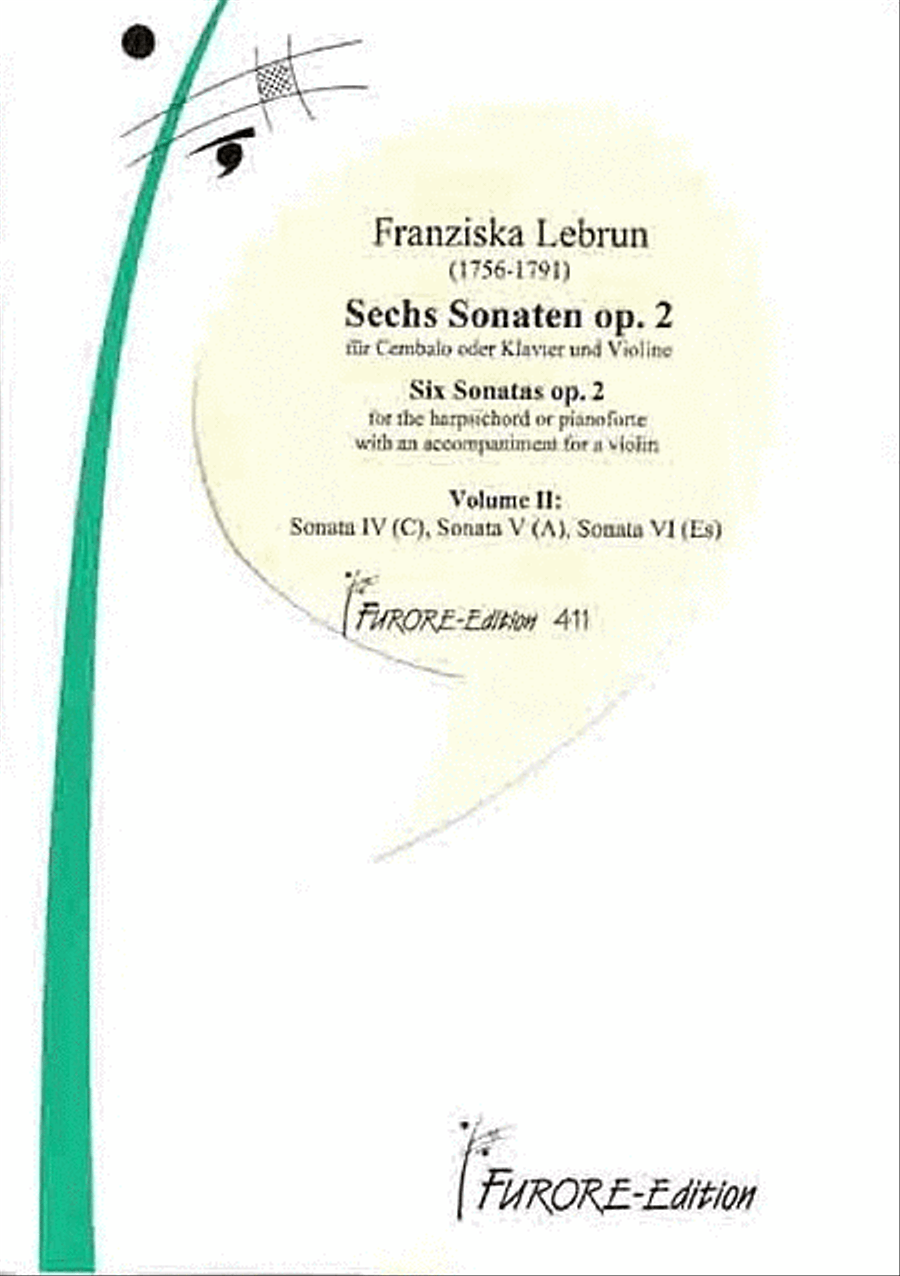 Franziska Lebrun
(1756-1791)
Sechs Sonaten op. 2
für Cembalo oder Klavier und Violine
Six Sonatas op. 2
for the harpsichord or pianoforte
with an accompaniment for a violin
Volume II:
Sonata IV (C), Sonata V (A), Sonata VI (Es)
FURORE-Edition 411
FURORE-Edition